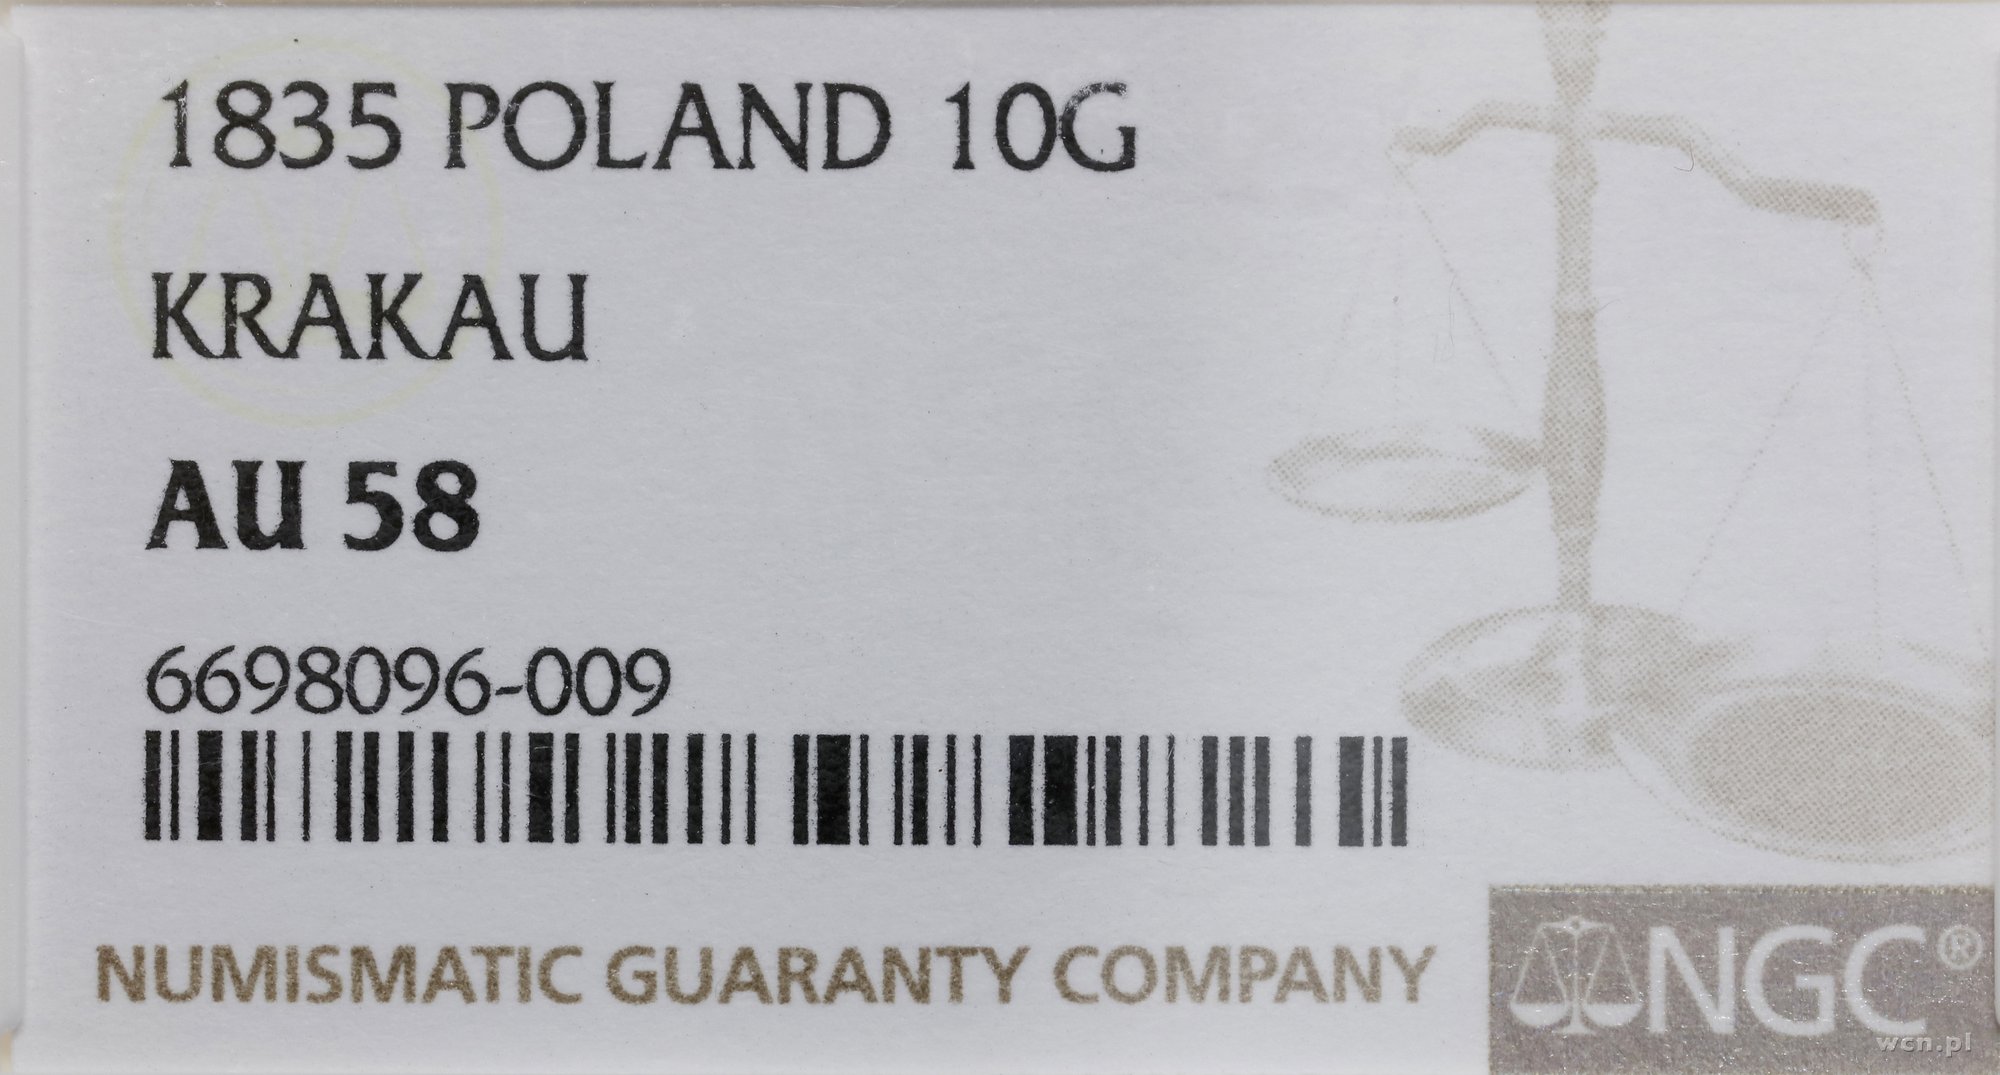 1835 POLAND 10G
KRAKAU
AU 58
6698096-009
NUMISMATIC GUARANTY COMPANY
NGC®
wcn.pl